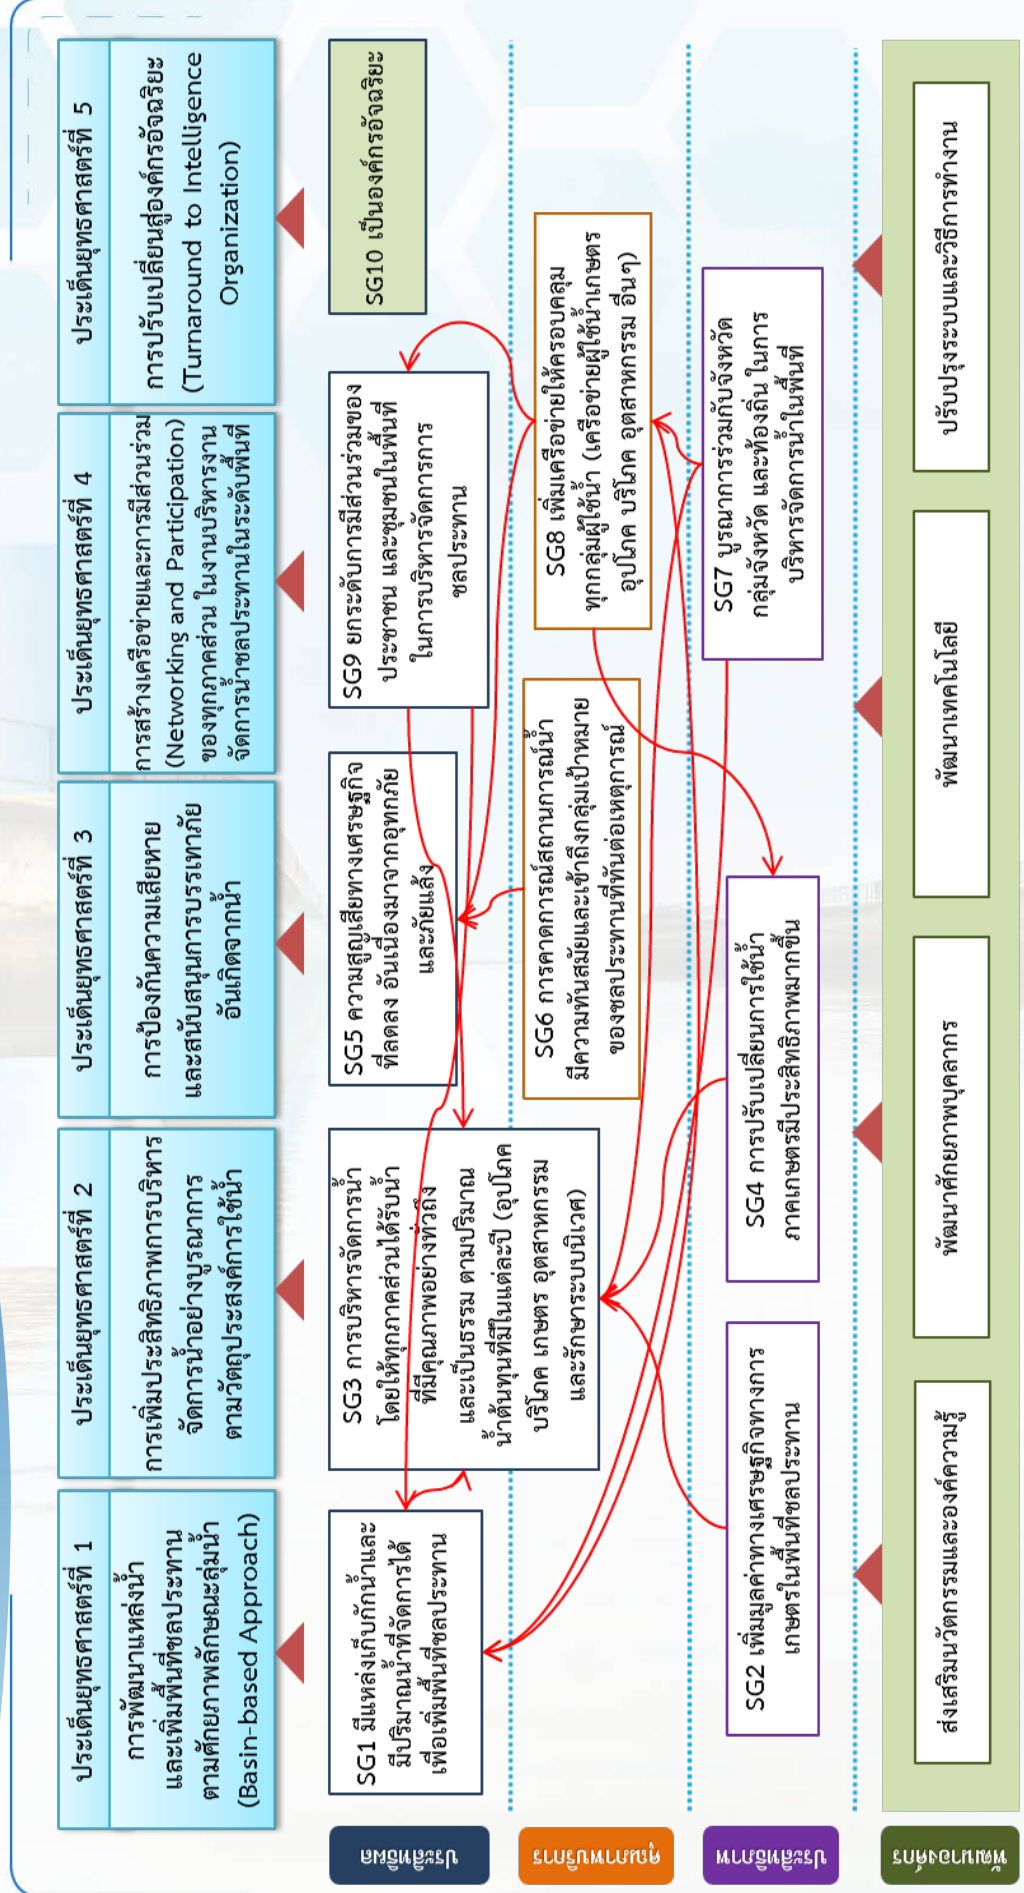 ประเด็นยุทธศาสตร์ที่ 1
การพัฒนาแหล่งน้ำ
และเพิ่มพื้นที่ชลประทาน
ตามศักยภาพลักษณะลุ่มน้ำ
(Basin-based Approach)
ประเด็นยุทธศาสตร์ที่ 2
การเพิ่มประสิทธิภาพการบริหาร
จัดการน้ำอย่างบูรณาการ
ตามวัตถุประสงค์การใช้น้ำ
ประเด็นยุทธศาสตร์ที่ 3
การป้องกันความเสียหาย
และสนับสนุนการบรรเทาภัย
อันเกิดจากน้ำ
ประเด็นยุทธศาสตร์ที่ 4
การสร้างเครือข่ายและการมีส่วนร่วม
(Networking and Participation)
ของทุกภาคส่วน ในงานบริหารงาน
จัดการน้ำชลประทานในระดับพื้นที่
ประเด็นยุทธศาสตร์ที่ 5
การปรับเปลี่ยนสู่องค์กรอัจฉริยะ
(Turnaround to Intelligence
Organization)
ประสิทธิผล
SG1 มีแหล่งเก็บกักน้ำและ
มีปริมาณน้ำที่จัดการได้
เพื่อเพิ่มพื้นที่ชลประทาน
SG3 การบริหารจัดการน้ำ
โดยให้ทุกภาคส่วนได้รับน้ำ
ที่มีคุณภาพอย่างทั่วถึง
และเป็นธรรม ตามปริมาณ
น้ำต้นทุนที่มีในแต่ละปี (อุปโภค
บริโภค เกษตร อุตสาหกรรม
และรักษาระบบนิเวศ)
SG5 ความสูญเสียทางเศรษฐกิจ
ที่ลดลง อันเนื่องมาจากอุทกภัย
และภัยแล้ง
SG9 ยกระดับการมีส่วนร่วมของ
ประชาชน และชุมชนในพื้นที่
ในการบริหารจัดการการ
ชลประทาน
SG10 เป็นองค์กรอัจฉริยะ
คุณภาพบริการ
SG6 การคาดการณ์สถานการณ์น้ำ
มีความทันสมัยและเข้าถึงกลุ่มเป้าหมาย
ของชลประทานที่ทันต่อเหตุการณ์
SG8 เพิ่มเครือข่ายให้ครอบคลุม
ทุกกลุ่มผู้ใช้น้ำ (เครือข่ายผู้ใช้น้ำเกษตร
อุปโภค บริโภค อุตสาหกรรม อื่นๆ)
ประสิทธิภาพ
SG2 เพิ่มมูลค่าทางเศรษฐกิจทางการ
เกษตรในพื้นที่ชลประทาน
SG4 การปรับเปลี่ยนการใช้น้ำ
ภาคเกษตรมีประสิทธิภาพมากขึ้น
SG7 บูรณาการร่วมกับจังหวัด
กลุ่มจังหวัด และท้องถิ่น ในการ
บริหารจัดการน้ำในพื้นที่
พัฒนาองค์กร
ส่งเสริมนวัตกรรมและองค์ความรู้
พัฒนาศักยภาพบุคลากร
พัฒนาเทคโนโลยี
ปรับปรุงระบบและวิธีการทำงาน